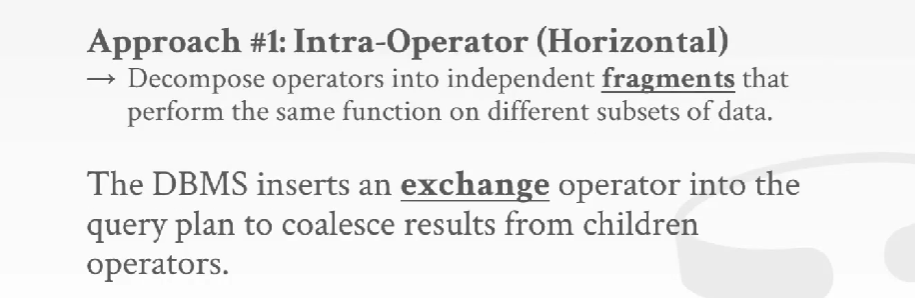 Approach #1: Intra-Operator (Horizontal)
→ Decompose operators into independent fragments that
perform the same function on different subsets of data.
The DBMS inserts an exchange operator into the
query plan to coalesce results from children
operators.